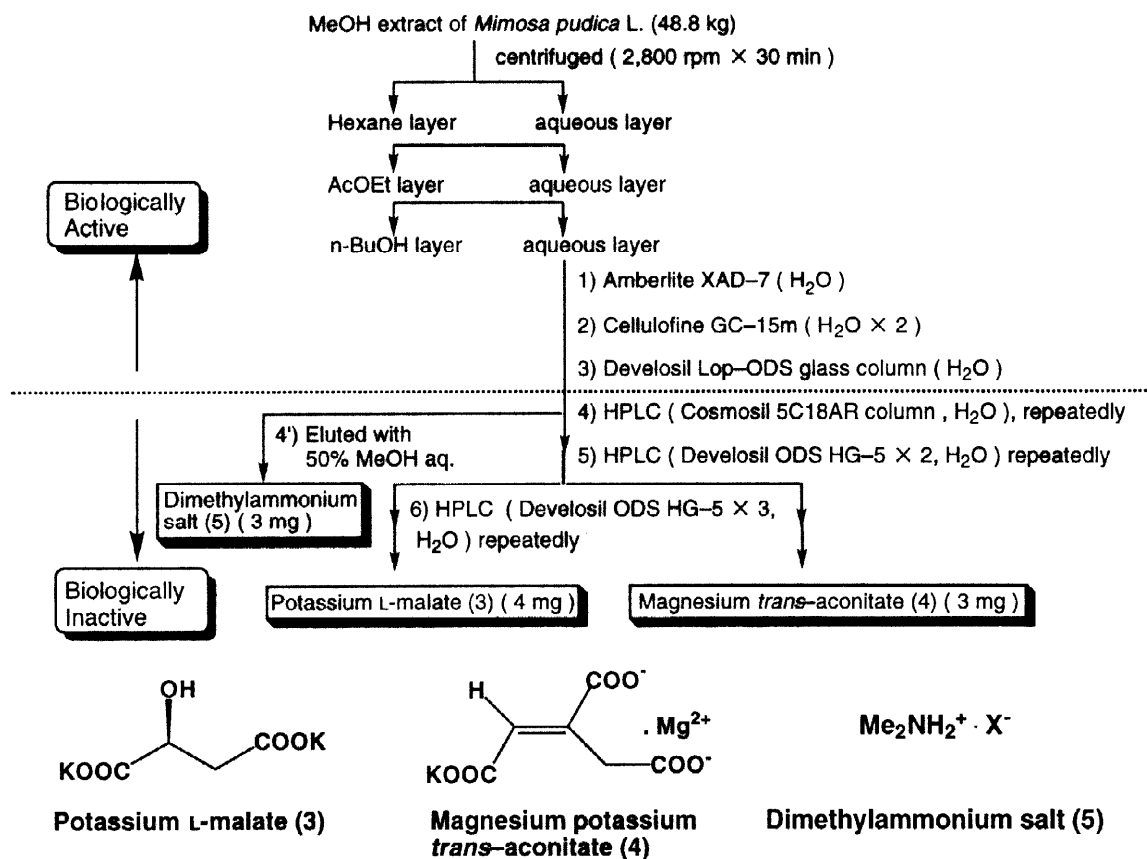 MeOH extract of Mimosa pudica L. (48.8 kg)
centrifuged ( 2,800 rpm × 30 min )
Hexane layer
aqueous layer
AcOEt layer
aqueous layer
Biologically
Active
n-BuOH layer
aqueous layer
1) Amberlite XAD–7 ( H2O )
2) Cellulofine GC–15m ( H2O × 2 )
3) Develosil Lop–ODS glass column ( H2O )
4) HPLC ( Cosmosil 5C18AR column , H2O ), repeatedly
4') Eluted with
50% MeOH aq.
5) HPLC ( Develosil ODS HG–5 × 2, H2O ) repeatedly
Dimethylammonium
salt (5) ( 3 mg )
6) HPLC ( Develosil ODS HG–5 × 3,
H2O ) repeatedly
Biologically
Inactive
Potassium L-malate (3) ( 4 mg )
Magnesium trans–aconitate (4) ( 3 mg )
OH
KOOC
COOK
H
COO-
. Mg2+
KOOC
COO-
Me2NH2+ · X-
Potassium L-malate (3)
Magnesium potassium
trans–aconitate (4)
Dimethylammonium salt (5)